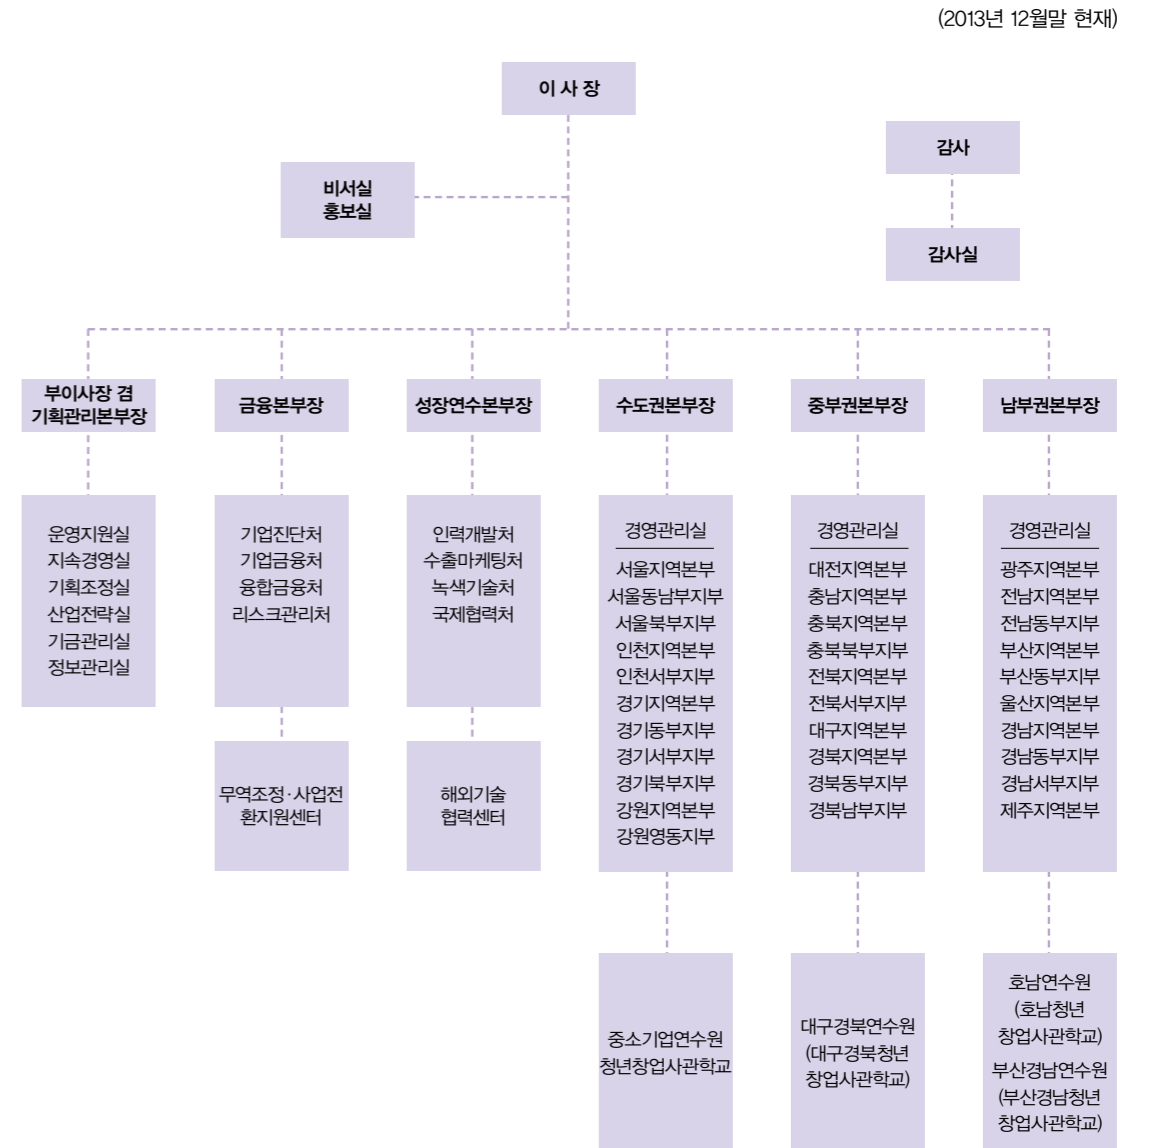 (2013년 12월말 현재)
이 사 장
감사
비서실
홍보실
감사실
부이사장 겸
기획관리본부장
금융본부장
성장연수본부장
수도권본부장
중부권본부장
남부권본부장
운영지원실
지속경영실
기획조정실
산업전략실
기금관리실
정보관리실
기업진단처
기업금융처
융합금융처
리스크관리처
무역조정·사업전
환지원센터
인력개발처
수출마케팅처
녹색기술처
국제협력처
해외기술
협력센터
경영관리실
서울지역본부
서울동남부지부
서울북부지부
인천지역본부
인천서부지부
경기지역본부
경기동부지부
경기서부지부
경기북부지부
강원지역본부
강원영동지부
중소기업연수원
청년창업사관학교
경영관리실
대전지역본부
충남지역본부
충북지역본부
충북북부지부
전북지역본부
전북서부지부
대구지역본부
경북지역본부
경북동부지부
경북남부지부
대구경북연수원
(대구경북청년
창업사관학교)
경영관리실
광주지역본부
전남지역본부
전남동부지부
부산지역본부
부산동부지부
울산지역본부
경남지역본부
경남동부지부
경남서부지부
제주지역본부
호남연수원
(호남청년
창업사관학교)
부산경남연수원
(부산경남청년
창업사관학교)